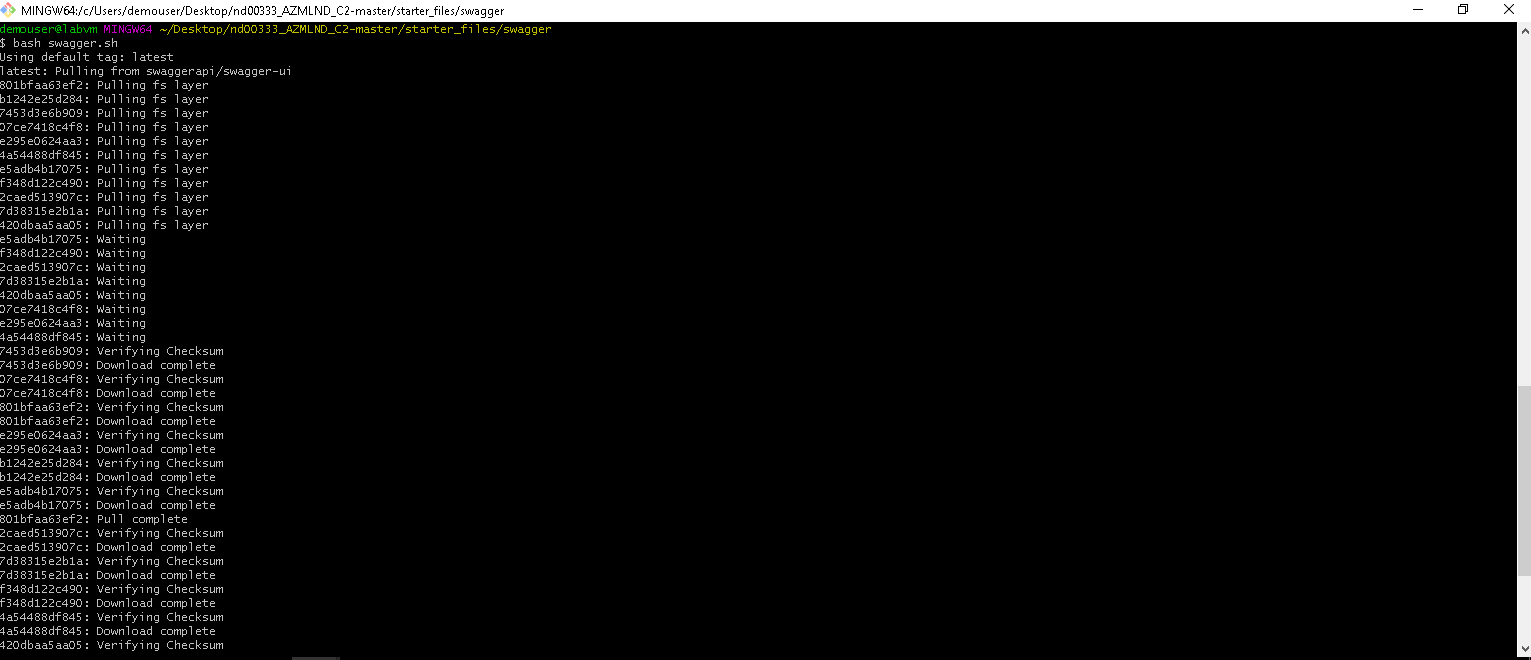 MINGW64:/c/Users/demouser/Desktop/nd00333_AZMLND_C2-master/starter_files/swagger
demouser@labvm MINGW64 ~/Desktop/nd00333_AZMLND_C2-master/starter_files/swagger
$ bash swagger.sh
Using default tag: latest
latest: Pulling from swaggerapi/swagger-ui
801bfaa63ef2: Pulling fs layer
b1242e25d284: Pulling fs layer
7453d3e6b909: Pulling fs layer
07ce7418c4f8: Pulling fs layer
e295e0624aa3: Pulling fs layer
4a54488df845: Pulling fs layer
e5adb4b17075: Pulling fs layer
f348d122c490: Pulling fs layer
2caed513907c: Pulling fs layer
7d38315e2b1a: Pulling fs layer
420dbaa5aa05: Pulling fs layer
e5adb4b17075: Waiting
f348d122c490: Waiting
2caed513907c: Waiting
7d38315e2b1a: Waiting
420dbaa5aa05: Waiting
07ce7418c4f8: Waiting
e295e0624aa3: Waiting
4a54488df845: Waiting
7453d3e6b909: Verifying Checksum
7453d3e6b909: Download complete
07ce7418c4f8: Verifying Checksum
07ce7418c4f8: Download complete
801bfaa63ef2: Verifying Checksum
801bfaa63ef2: Download complete
e295e0624aa3: Verifying Checksum
e295e0624aa3: Download complete
b1242e25d284: Verifying Checksum
b1242e25d284: Download complete
e5adb4b17075: Verifying Checksum
e5adb4b17075: Download complete
801bfaa63ef2: Pull complete
2caed513907c: Verifying Checksum
2caed513907c: Download complete
7d38315e2b1a: Verifying Checksum
7d38315e2b1a: Download complete
f348d122c490: Verifying Checksum
f348d122c490: Download complete
4a54488df845: Verifying Checksum
4a54488df845: Download complete
420dbaa5aa05: Verifying Checksum